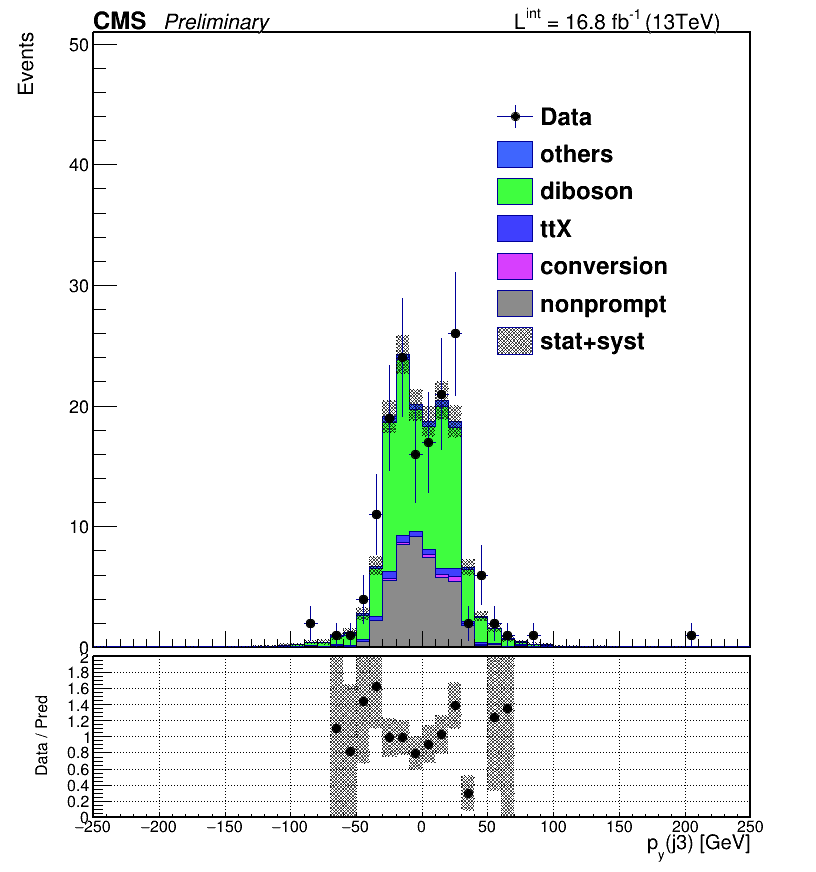 CMS Preliminary L^int = 16.8 fb^-1 (13TeV)
Events
50
40
30
20
10
0
Data
others
diboson
ttX
conversion
nonprompt
stat+syst
Data / Pred
2
1.8
1.6
1.4
1.2
1
0.8
0.6
0.4
0.2
0
−250 −200 −150 −100 −50 0 50 100 150 200 250
p_y(j3) [GeV]